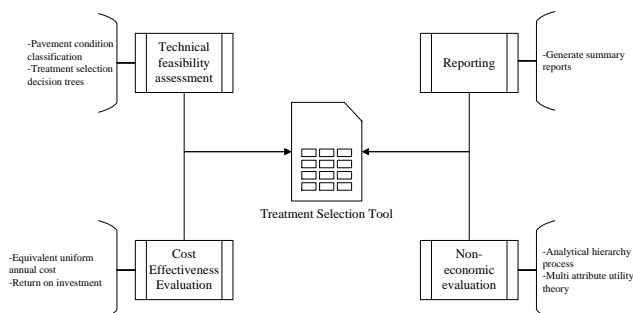 -Pavement condition
classification
-Treatment selection
decision trees
Technical
feasibility
assessment
Reporting
-Generate summary
reports
Treatment Selection Tool
-Equivalent uniform
annual cost
-Return on investment
Cost
Effectiveness
Evaluation
Non-
economic
evaluation
-Analytical hierarchy
process
-Multi attribute utility
theory